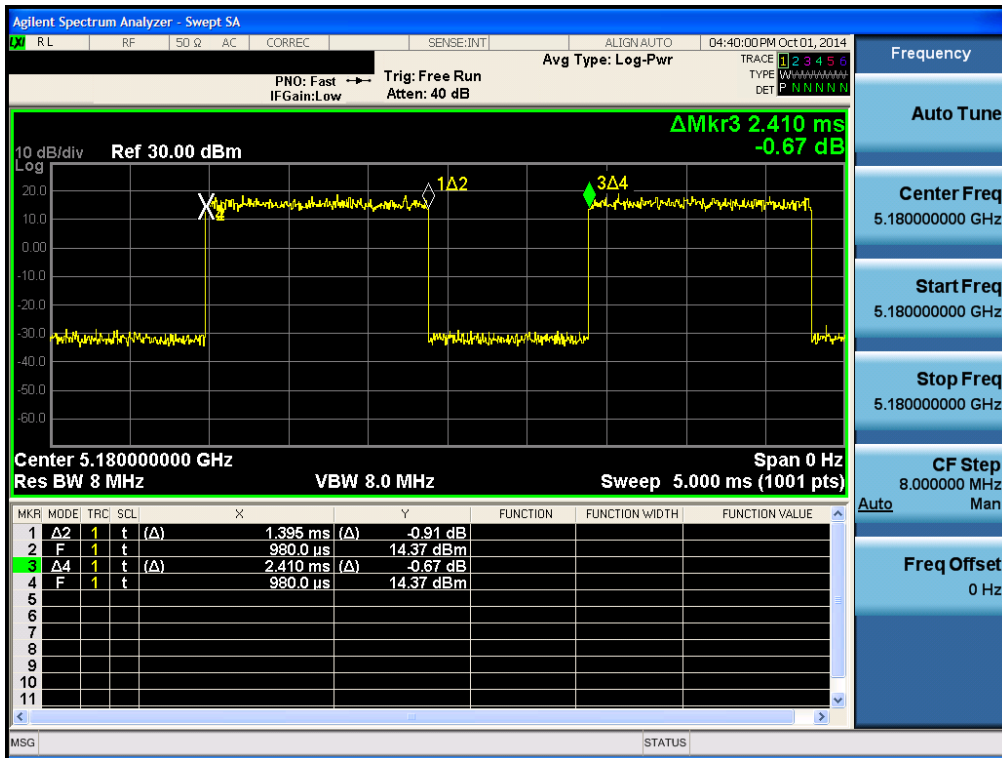 Agilent Spectrum Analyzer - Swept SA
LXI RL RF 50 Ω AC CORREC SENSE:INT ALIGN AUTO 04:40:00 PM Oct 01, 2014
Avg Type: Log-Pwr
TRACE 1 2 3 4 5 6
PNO: Fast
Trig: Free Run
TYPE
IFGain:Low
Atten: 40 dB
DET P N N N N N
ΔMkr3 2.410 ms
-0.67 dB
10 dB/div Ref 30.00 dBm
Log
20.0
10.0
0.00
-10.0
-20.0
-30.0
-40.0
-50.0
-60.0
1Δ2
3Δ4
Center 5.180000000 GHz Span 0 Hz
Res BW 8 MHz VBW 8.0 MHz Sweep 5.000 ms (1001 pts)
MKR MODE TRC SCL X Y FUNCTION FUNCTION WIDTH FUNCTION VALUE
1 Δ2 1 t (Δ) 1.395 ms (Δ) -0.91 dB
2 F 1 t 980.0 µs 14.37 dBm
3 Δ4 1 t (Δ) 2.410 ms (Δ) -0.67 dB
4 F 1 t 980.0 µs 14.37 dBm
5
6
7
8
9
10
11
MSG STATUS
Frequency
Auto Tune
Center Freq
5.180000000 GHz
Start Freq
5.180000000 GHz
Stop Freq
5.180000000 GHz
CF Step
8.000000 MHz
Auto Man
Freq Offset
0 Hz